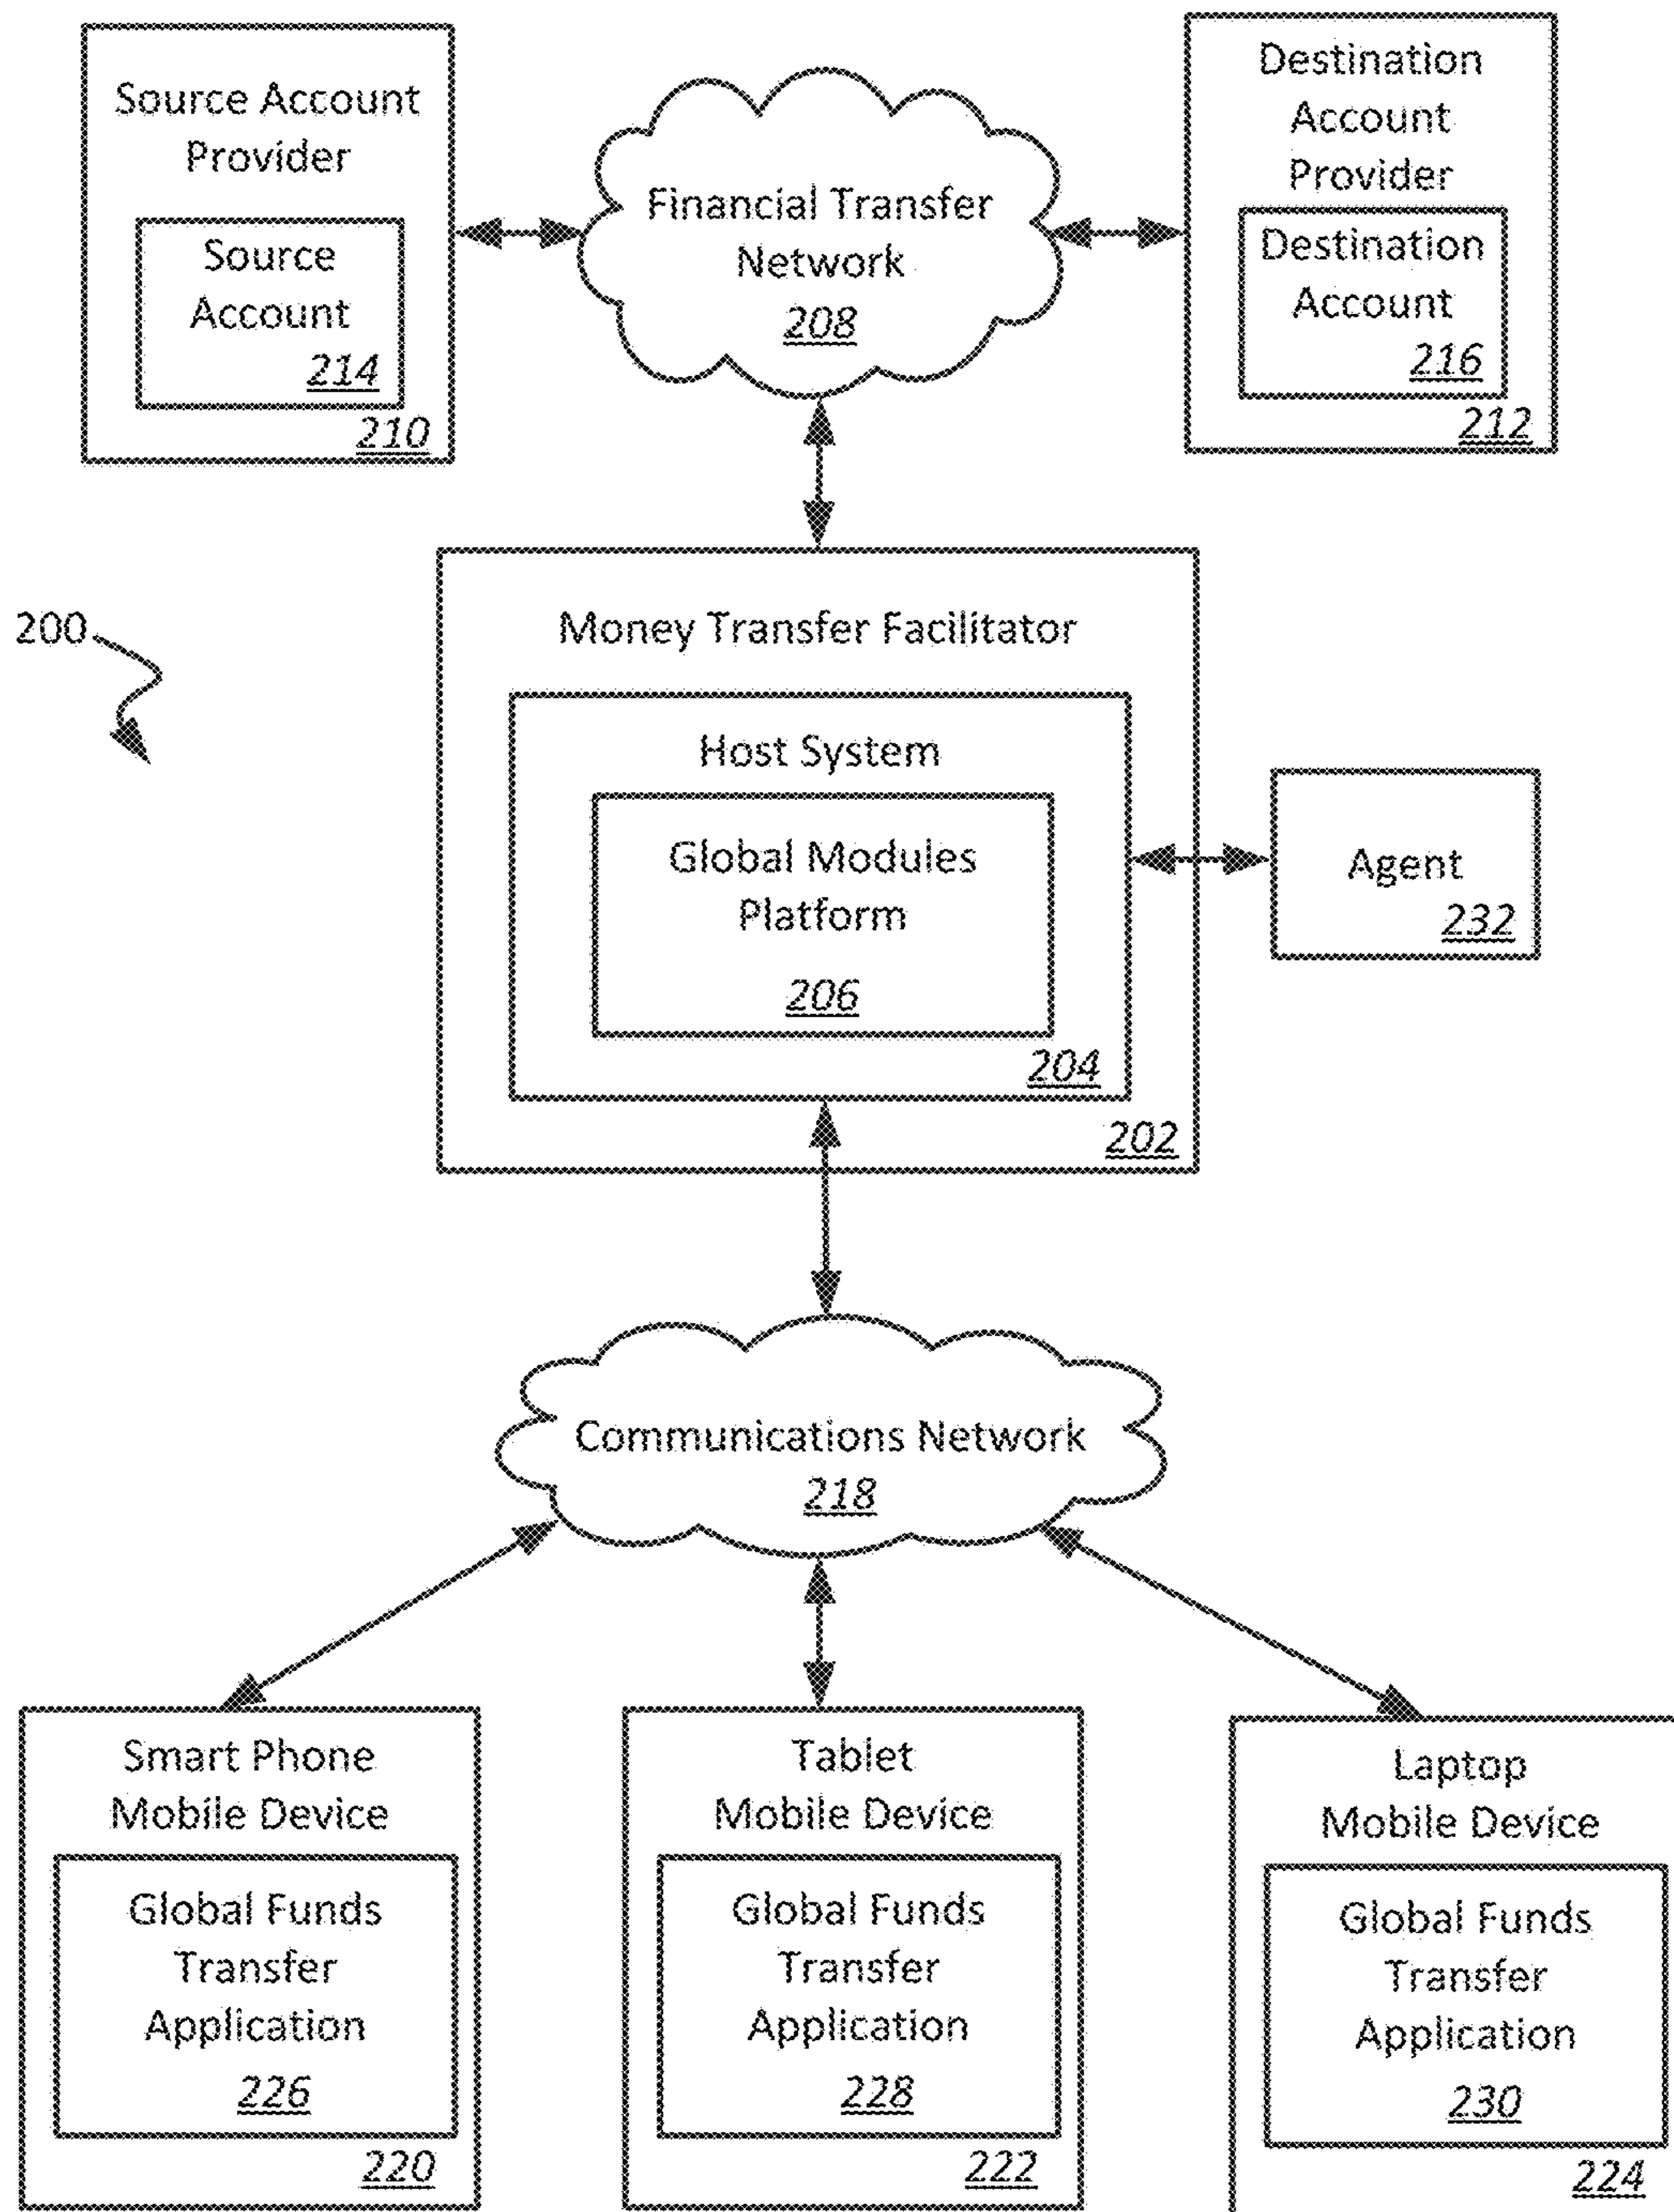 Source Account
Provider
Source
Account
214
210
Financial Transfer
Network
208
Destination
Account
Provider
Destination
Account
216
212
200
Money Transfer Facilitator
Host System
Global Modules
Platform
206
204
202
Agent
232
Communications Network
218
Smart Phone
Mobile Device
Global Funds
Transfer
Application
226
220
Tablet
Mobile Device
Global Funds
Transfer
Application
228
222
Laptop
Mobile Device
Global Funds
Transfer
Application
230
224